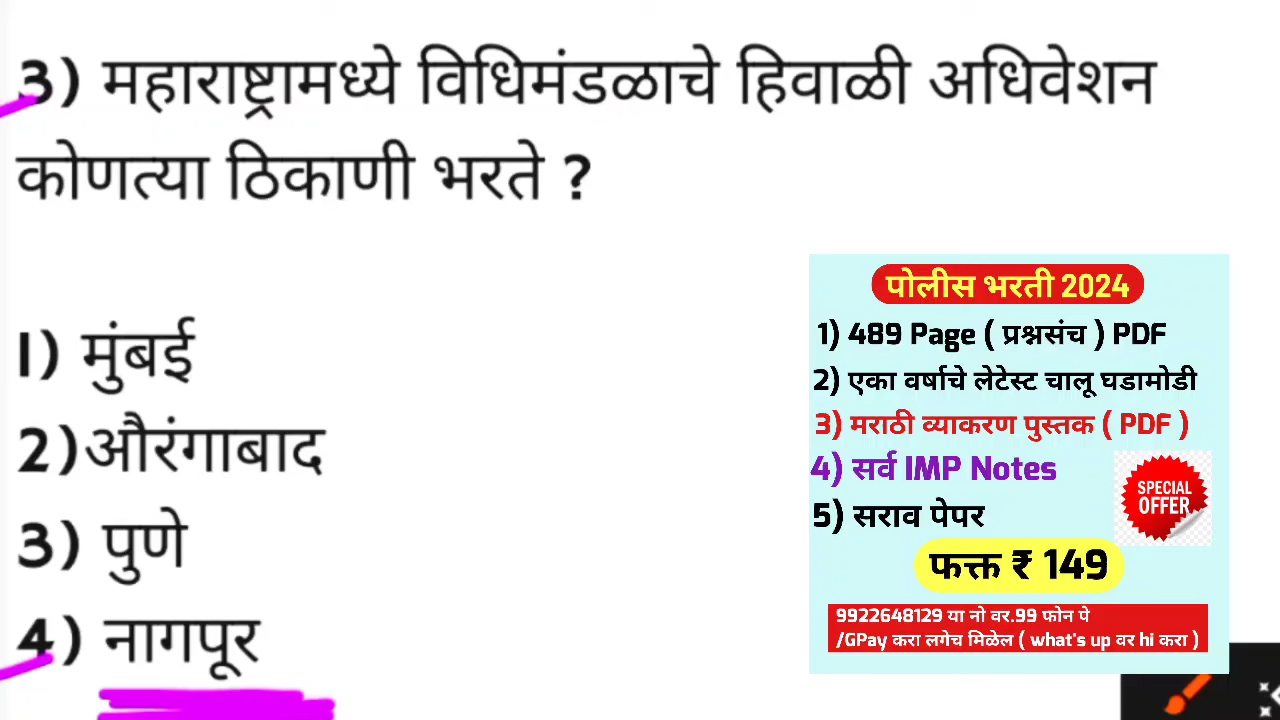 3) महाराष्ट्रामध्ये विधिमंडळाचे हिवाळी अधिवेशन
कोणत्या ठिकाणी भरते ?
1) मुंबई
2)औरंगाबाद
3) पुणे
4) नागपूर
पोलीस भरती 2024
1) 489 Page ( प्रश्नसंच ) PDF
2) एका वर्षाचे लेटेस्ट चालू घडामोडी
3) मराठी व्याकरण पुस्तक ( PDF )
4) सर्व IMP Notes
5) सराव पेपर
SPECIAL
OFFER
फक्त ₹ 149
9922648129 या नो वर.99 फोन पे
/GPay करा लगेच मिळेल ( what's up वर hi करा )